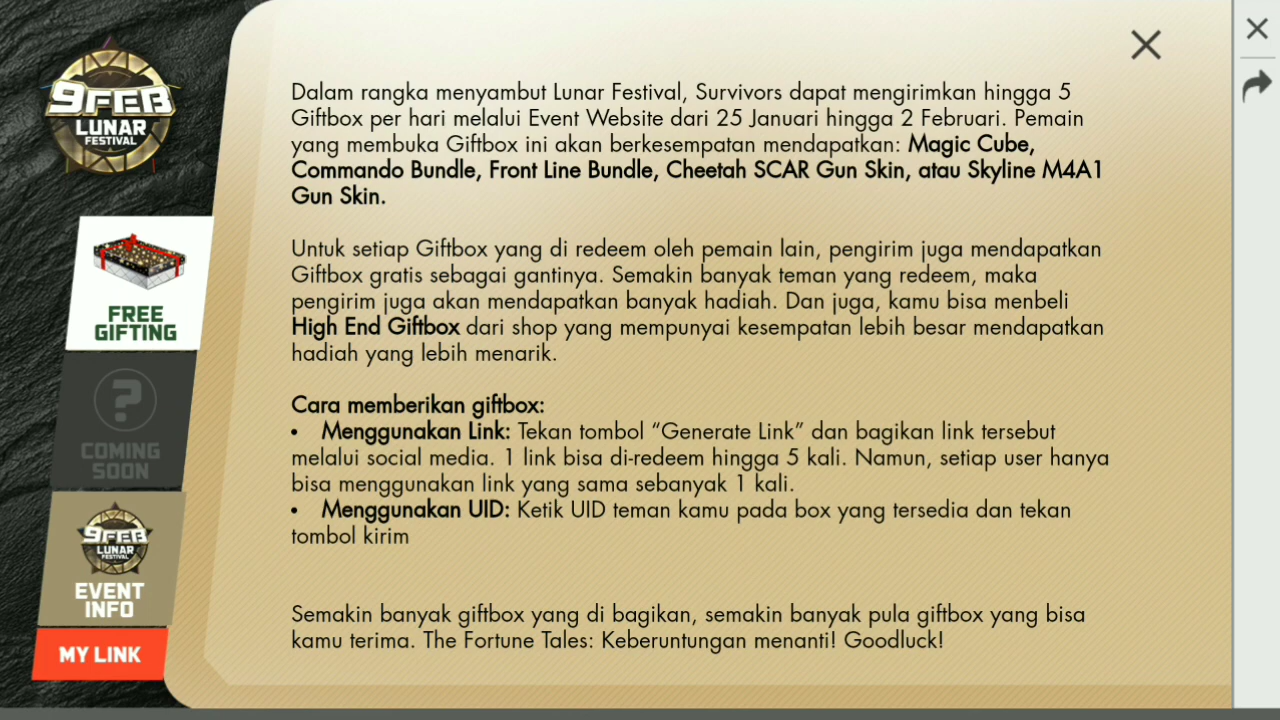 9FEB
LUNAR
FESTIVAL
Dalam rangka menyambut Lunar Festival, Survivors dapat mengirimkan hingga 5
Giftbox per hari melalui Event Website dari 25 Januari hingga 2 Februari. Pemain
yang membuka Giftbox ini akan berkesempatan mendapatkan: Magic Cube,
Commando Bundle, Front Line Bundle, Cheetah SCAR Gun Skin, atau Skyline M4A1
Gun Skin.
Untuk setiap Giftbox yang di redeem oleh pemain lain, pengirim juga mendapatkan
Giftbox gratis sebagai gantinya. Semakin banyak teman yang redeem, maka
pengirim juga akan mendapatkan banyak hadiah. Dan juga, kamu bisa menbeli
High End Giftbox dari shop yang mempunyai kesempatan lebih besar mendapatkan
hadiah yang lebih menarik.
Cara memberikan giftbox:
• Menggunakan Link: Tekan tombol “Generate Link” dan bagikan link tersebut
melalui social media. 1 link bisa di-redeem hingga 5 kali. Namun, setiap user hanya
bisa menggunakan link yang sama sebanyak 1 kali.
• Menggunakan UID: Ketik UID teman kamu pada box yang tersedia dan tekan
tombol kirim
Semakin banyak giftbox yang di bagikan, semakin banyak pula giftbox yang bisa
kamu terima. The Fortune Tales: Keberuntungan menanti! Goodluck!
FREE
GIFTING
?
COMING
SOON
9FEB
LUNAR
FESTIVAL
EVENT
INFO
MY LINK